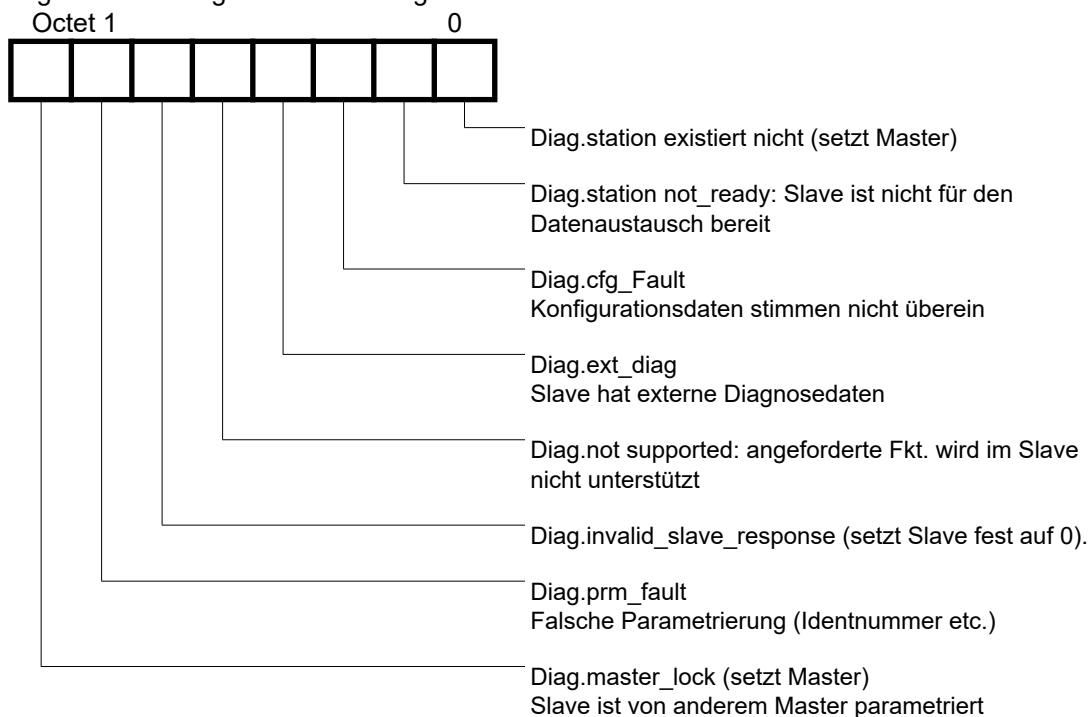 Octet 1 0
Diag.station existiert nicht (setzt Master)
Diag.station not_ready: Slave ist nicht für den
Datenaustausch bereit
Diag.cfg_Fault
Konfigurationsdaten stimmen nicht überein
Diag.ext_diag
Slave hat externe Diagnosedaten
Diag.not supported: angeforderte Fkt. wird im Slave
nicht unterstützt
Diag.invalid_slave_response (setzt Slave fest auf 0).
Diag.prm_fault
Falsche Parametrierung (Identnummer etc.)
Diag.master_lock (setzt Master)
Slave ist von anderem Master parametriert